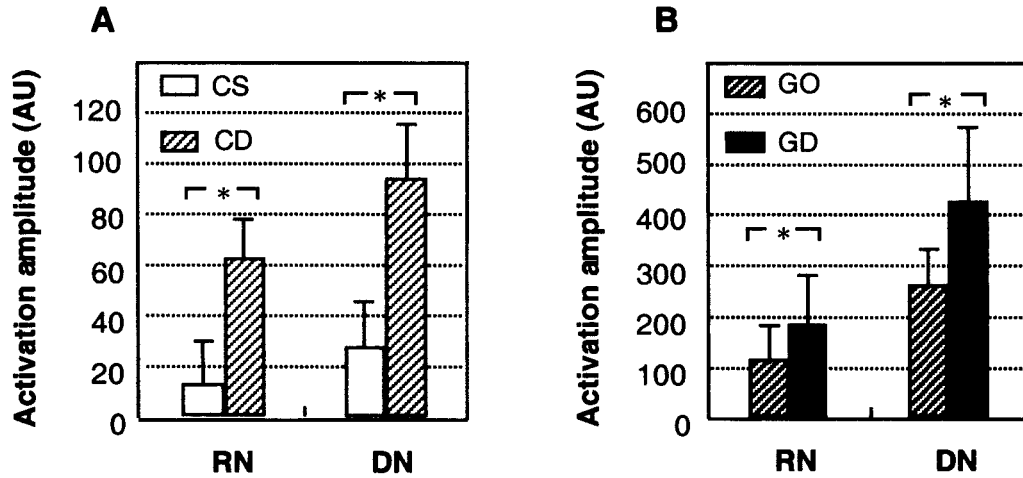 A
Activation amplitude (AU)
120
100
80
60
40
20
0
CS
CD
*
*
RN
DN
B
Activation amplitude (AU)
600
500
400
300
200
100
0
GO
GD
*
*
RN
DN